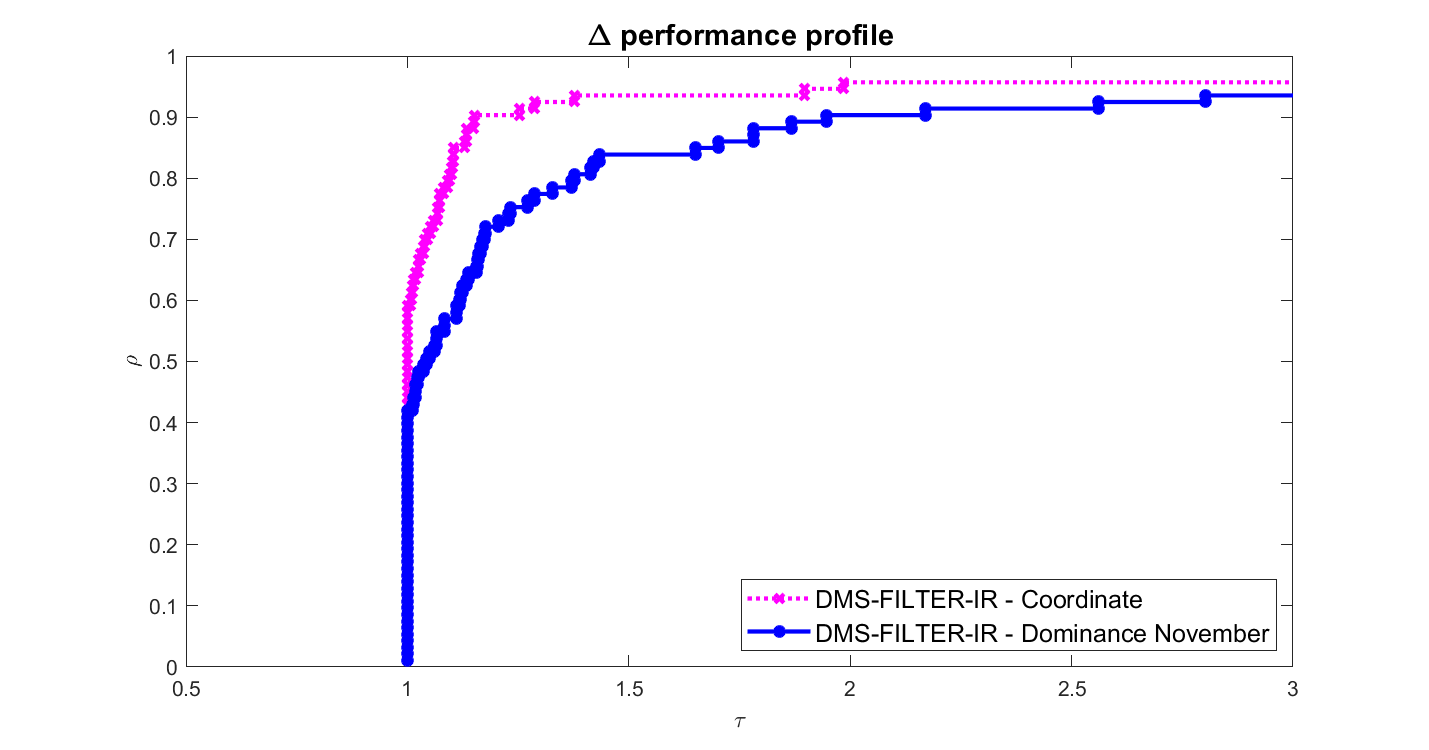 Δ performance profile
1
0.9
0.8
0.7
0.6
0.5
0.4
0.3
0.2
0.1
0
ρ
DMS-FILTER-IR - Coordinate
DMS-FILTER-IR - Dominance November
0.5 1 1.5 2 2.5 3
τ